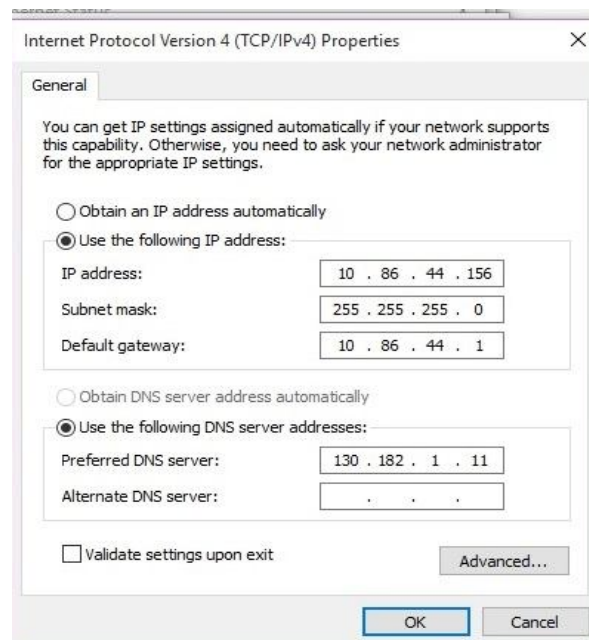 Internet Protocol Version 4 (TCP/IPv4) Properties
General
You can get IP settings assigned automatically if your network supports
this capability. Otherwise, you need to ask your network administrator
for the appropriate IP settings.
Obtain an IP address automatically
Use the following IP address:
IP address: 10 . 86 . 44 . 156
Subnet mask: 255 . 255 . 255 . 0
Default gateway: 10 . 86 . 44 . 1
Obtain DNS server address automatically
Use the following DNS server addresses:
Preferred DNS server: 130 . 182 . 1 . 11
Alternate DNS server: . . .
Validate settings upon exit
Advanced...
OK Cancel